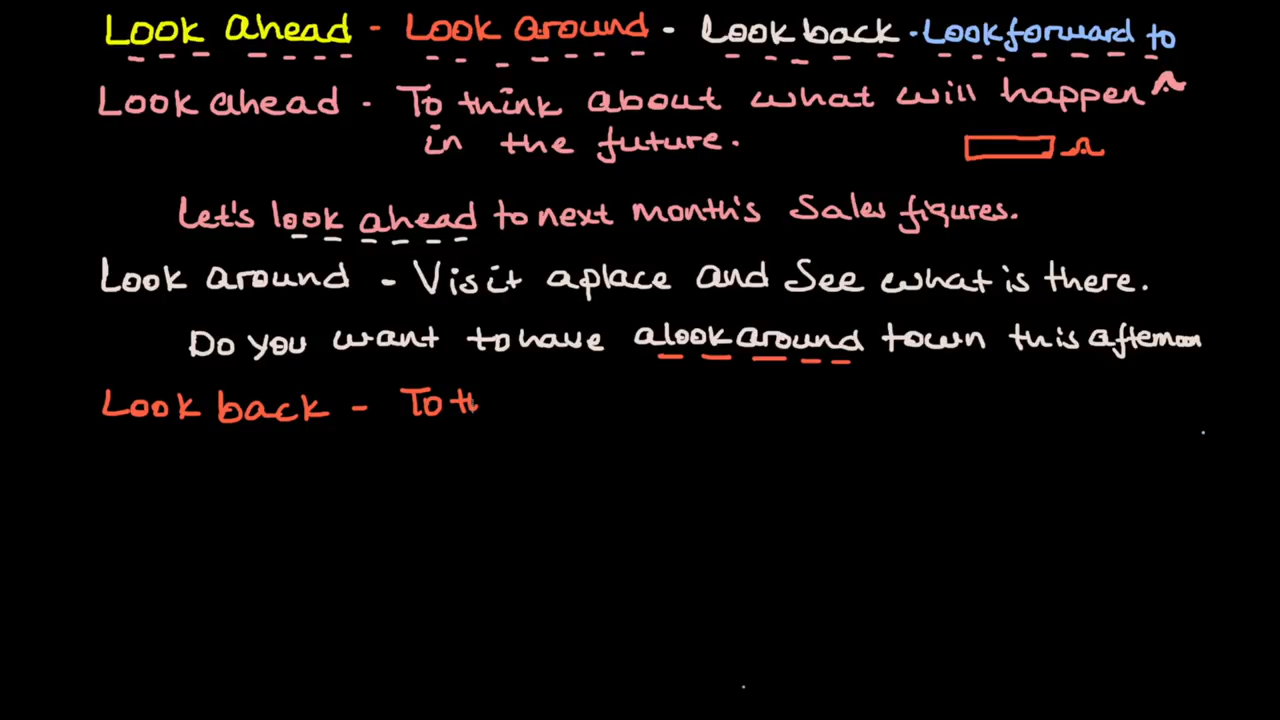 Look ahead - Look around - Look back - Look forward to
Look ahead - To think about what will happen
in the future.
Let's look ahead to next month's Sales figures.
Look around - Visit a place and See what is there.
Do you want to have a look around town this afternoon
Look back - To